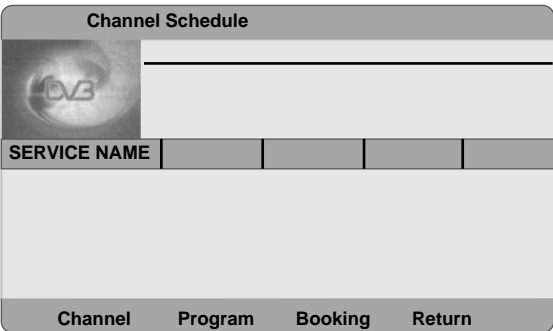 Channel Schedule
DVB
SERVICE NAME
Channel Program Booking Return